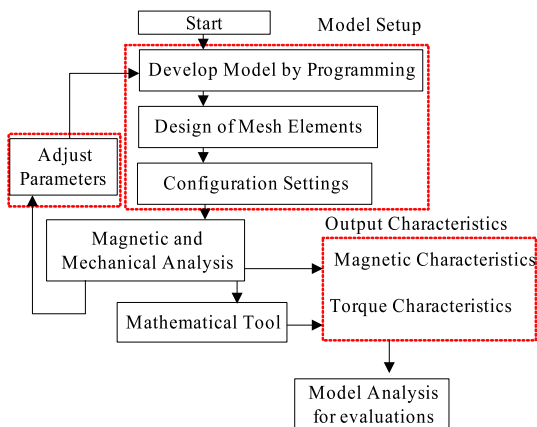 Start
Model Setup
Develop Model by Programming
Design of Mesh Elements
Adjust
Parameters
Configuration Settings
Output Characteristics
Magnetic and
Mechanical Analysis
Magnetic Characteristics
Torque Characteristics
Mathematical Tool
Model Analysis
for evaluations